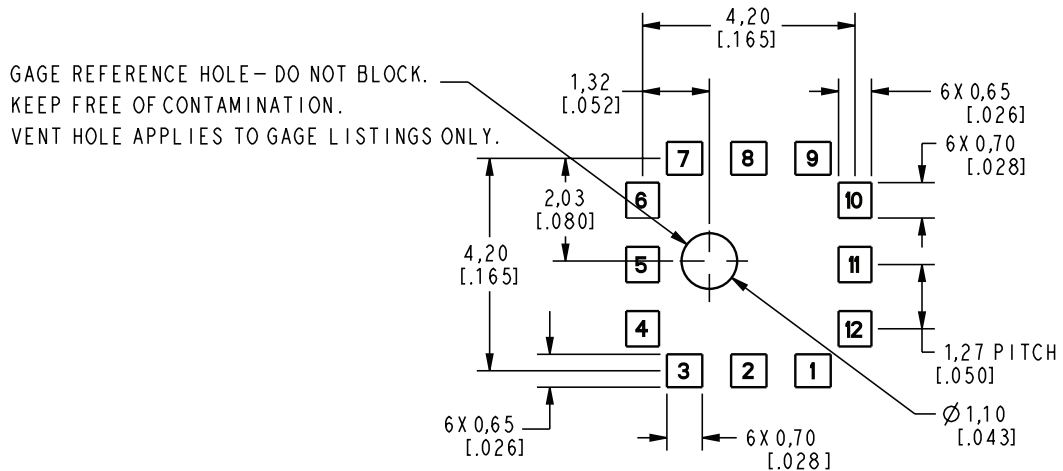 4,20
[.165]
GAGE REFERENCE HOLE- DO NOT BLOCK.
KEEP FREE OF CONTAMINATION.
VENT HOLE APPLIES TO GAGE LISTINGS ONLY.
1,32
[.052]
6X 0,65
[.026]
6X 0,70
[.028]
7
8
9
6
10
2,03
[.080]
4,20
[.165]
5
11
4
12
1,27 PITCH
[.050]
3
2
1
Ø 1,10
[.043]
6X 0,65
[.026]
6X 0,70
[.028]